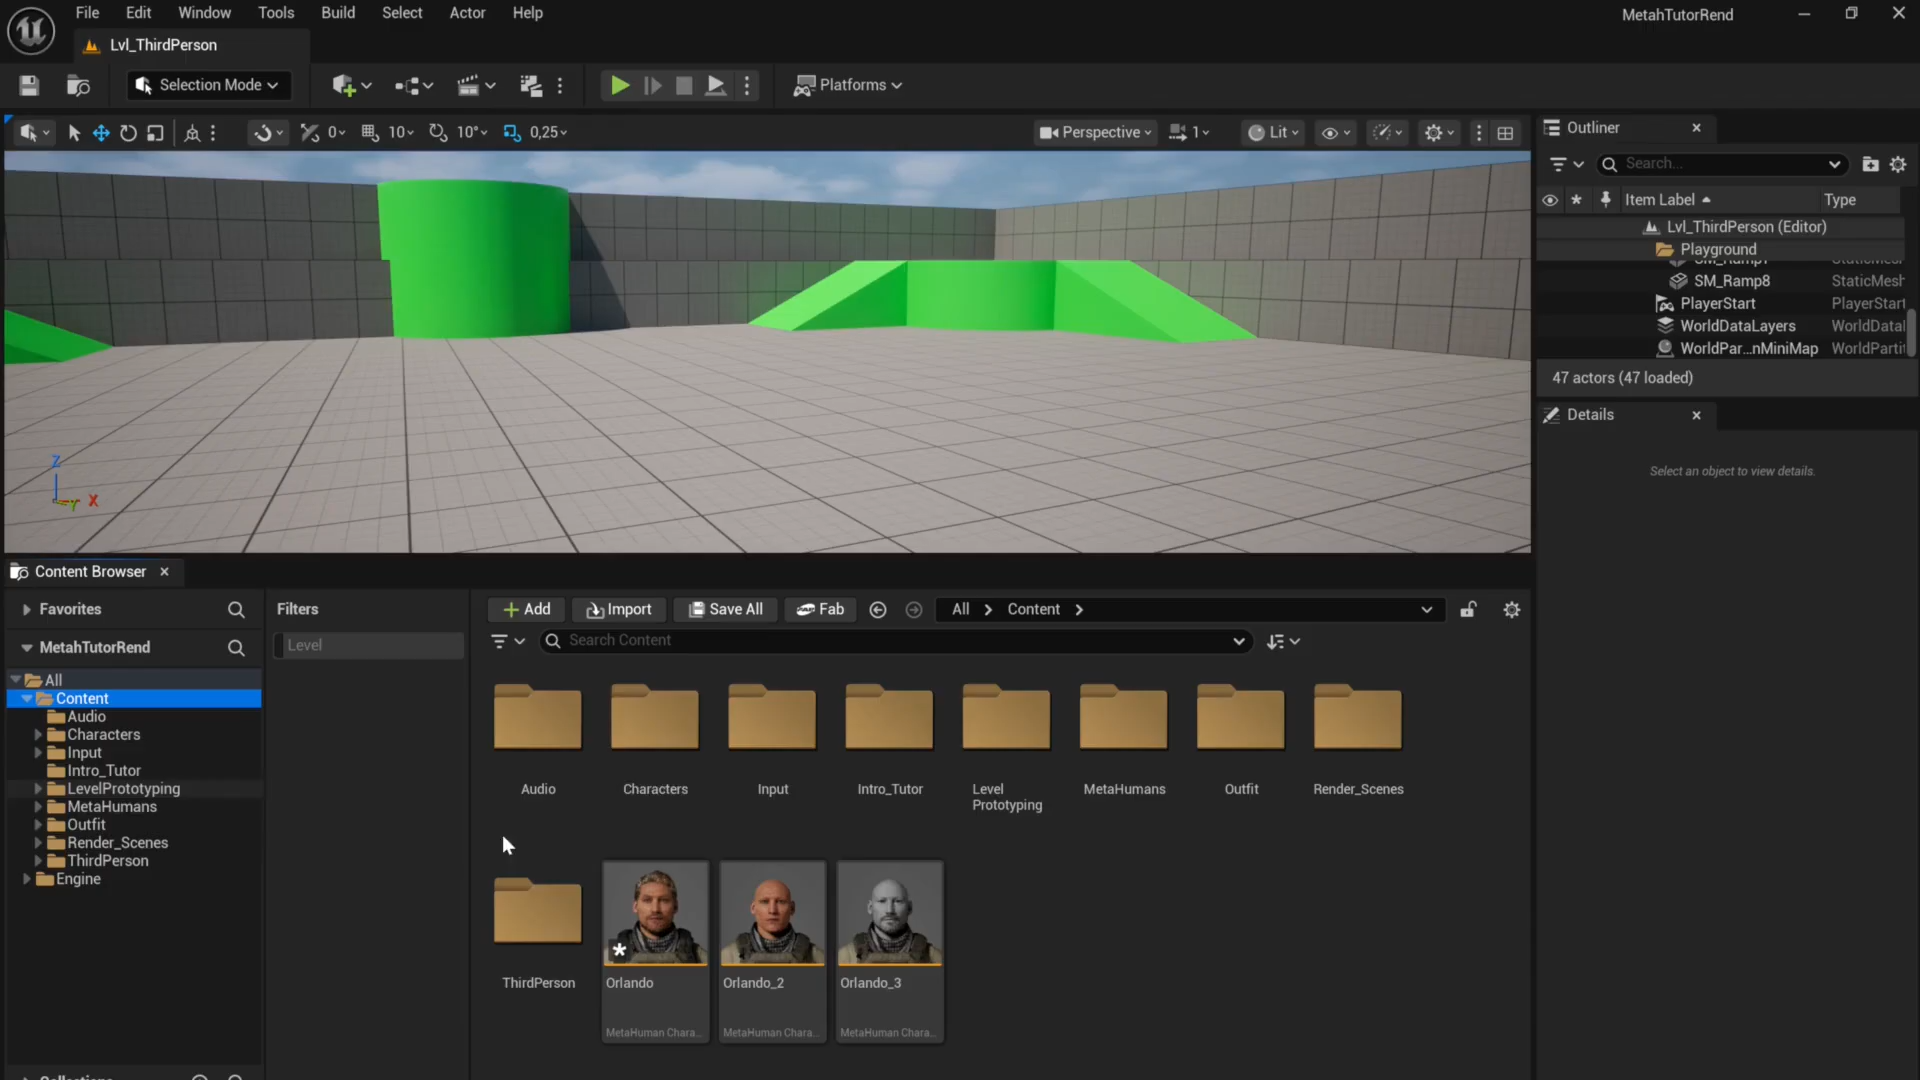 File Edit Window Tools Build Select Actor Help
MetahTutorRend
Lvl_ThirdPerson
Selection Mode
Platforms
0 10 10° 0,25
Perspective 1 Lit
Z
Y X
Outliner
Search...
Item Label Type
Lvl_ThirdPerson (Editor)
Playground
SM_Ramp8 StaticMesh
PlayerStart PlayerStart
WorldDataLayers WorldDataL
WorldPar...nMiniMap WorldPartit
47 actors (47 loaded)
Details
Select an object to view details.
Content Browser
Favorites
MetahTutorRend
All
Content
Audio
Characters
Input
Intro_Tutor
LevelPrototyping
MetaHumans
Outfit
Render_Scenes
ThirdPerson
Engine
Filters
Level
Add Import Save All Fab All Content
Search Content
Audio Characters Input Intro_Tutor Level Prototyping MetaHumans Outfit Render_Scenes
ThirdPerson Orlando Orlando_2 Orlando_3
MetaHuman Chara... MetaHuman Chara... MetaHuman Chara...